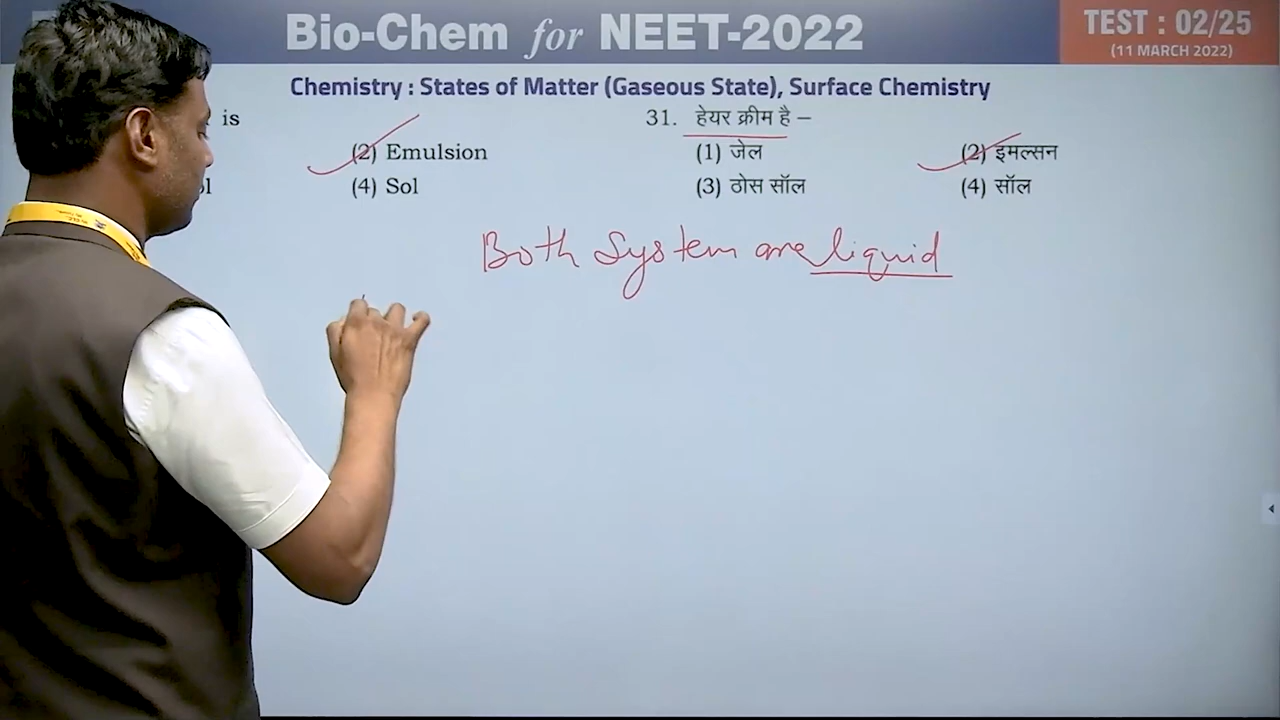 Bio-Chem for NEET-2022
TEST : 02/25
(11 MARCH 2022)
Chemistry : States of Matter (Gaseous State), Surface Chemistry
is
(2) Emulsion
(4) Sol
31. हेयर क्रीम है –
(1) जेल
(2) इमल्सन
(3) ठोस सॉल
(4) सॉल
Both System are liquid